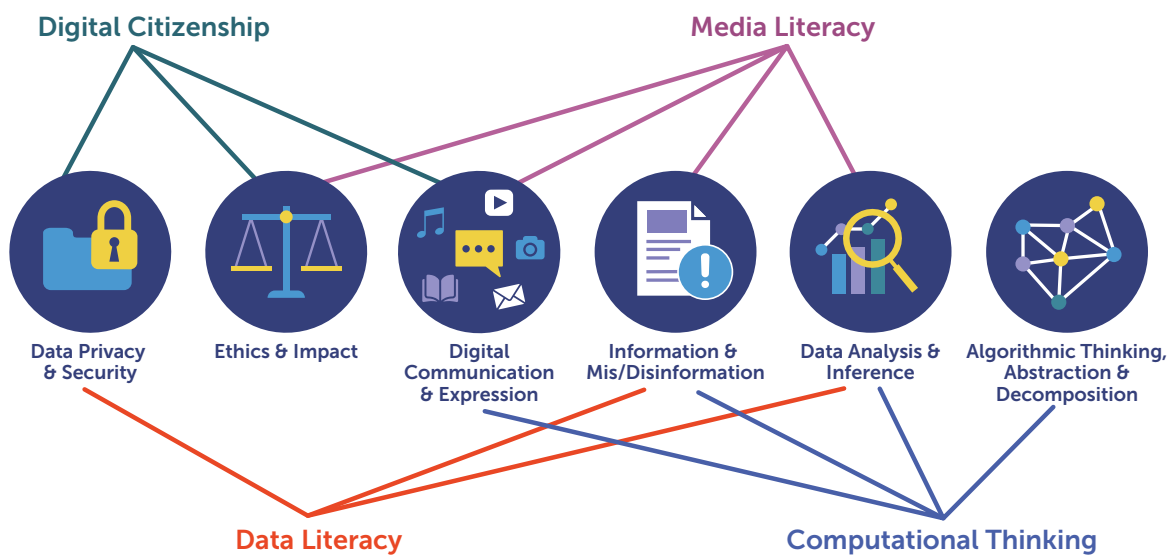 Digital Citizenship
Media Literacy
Data Privacy
& Security
Ethics & Impact
Digital
Communication
& Expression
Information &
Mis/Disinformation
Data Analysis &
Inference
Algorithmic Thinking,
Abstraction &
Decomposition
Data Literacy
Computational Thinking